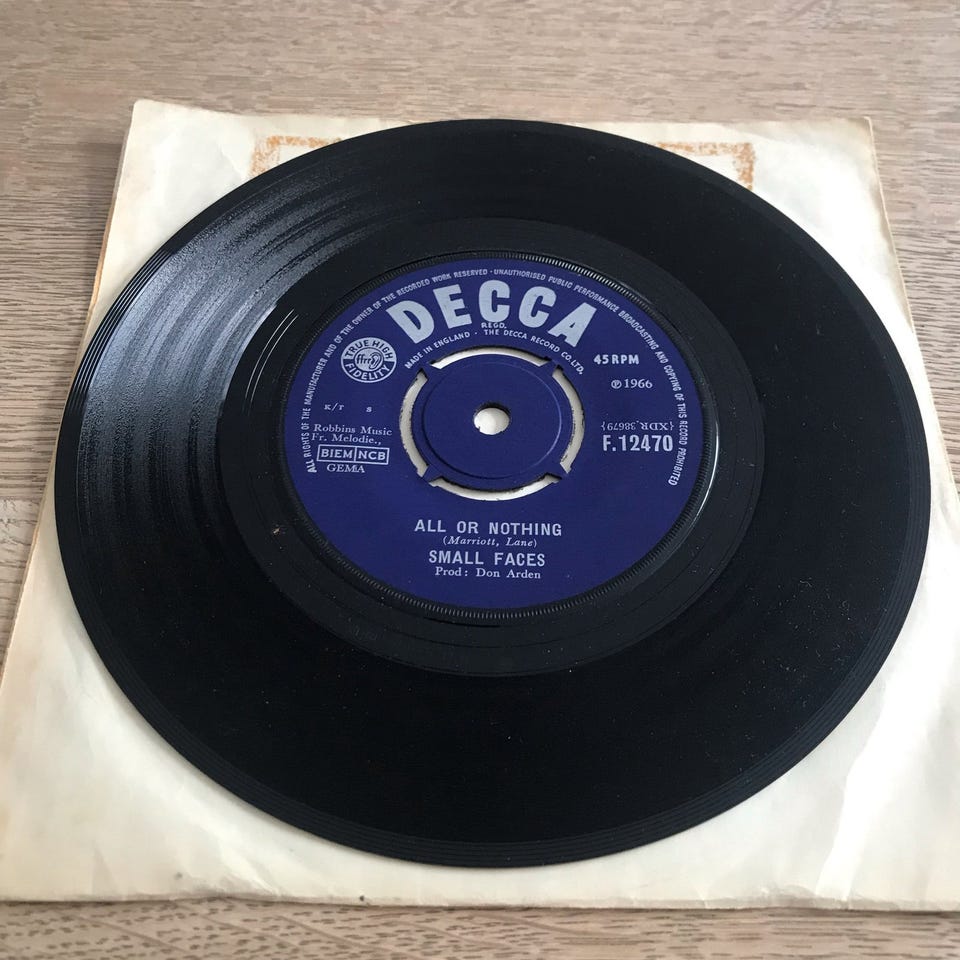 ALL RIGHTS OF THE MANUFACTURER AND OF THE OWNER OF THE RECORDED WORK RESERVED · UNAUTHORISED PUBLIC PERFORMANCE BROADCASTING AND COPYING OF THIS RECORD PROHIBITED
DECCA
REGD.
MADE IN ENGLAND · THE DECCA RECORD CO. LTD.
TRUE HIGH
ffrr
FIDELITY
45 RPM
℗ 1966
K/T S
Robbins Music
Fr. Melodie.,
BIEM NCB
GEMA
{XDR.38679}
F.12470
ALL OR NOTHING
(Marriott, Lane)
SMALL FACES
Prod: Don Arden